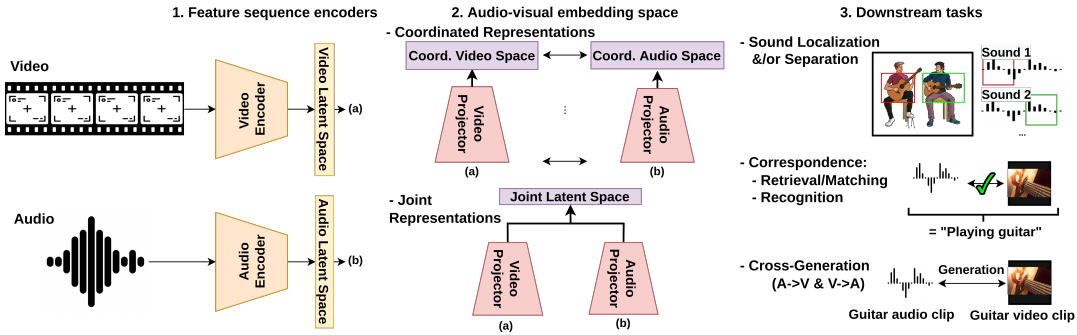 1. Feature sequence encoders
Video
Video
Encoder
Video Latent Space
(a)
Audio
Audio
Encoder
Audio Latent Space
(b)
2. Audio-visual embedding space
- Coordinated Representations
Coord. Video Space
Coord. Audio Space
Video
Projector
(a)
...
Audio
Projector
(b)
- Joint
Representations
Joint Latent Space
Video
Projector
(a)
Audio
Projector
(b)
3. Downstream tasks
- Sound Localization
&/or Separation
Sound 1
Sound 2
...
- Correspondence:
- Retrieval/Matching
- Recognition
= "Playing guitar"
- Cross-Generation
(A->V & V->A)
Generation
Guitar audio clip
Guitar video clip